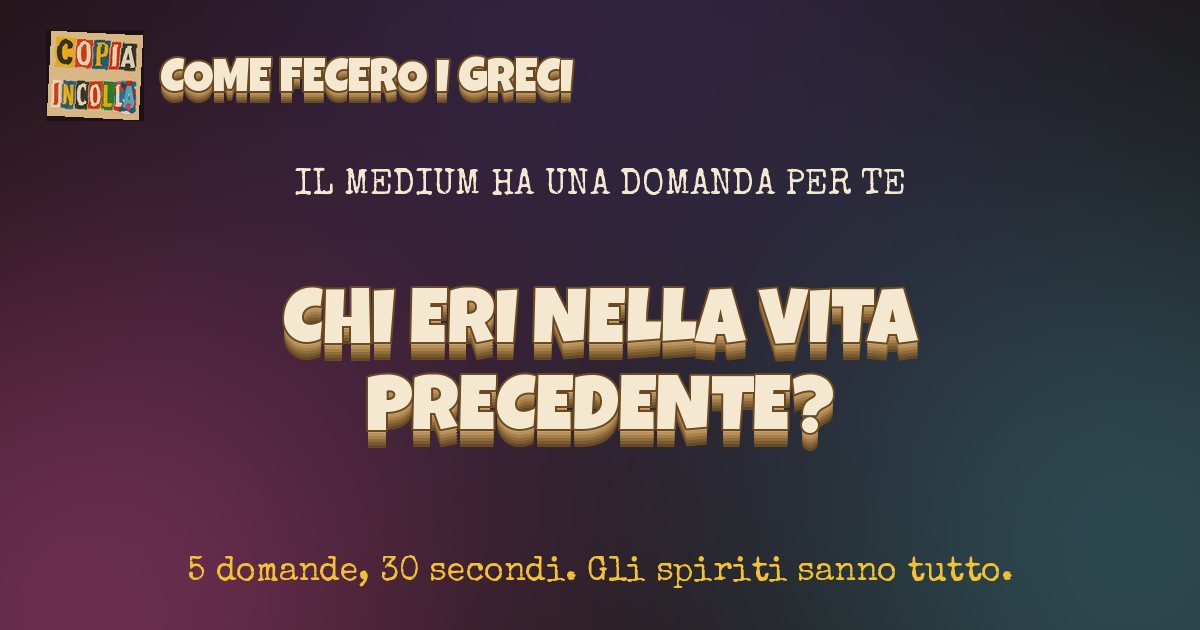 COPIA
INCOLLA
COME FECERO I GRECI
IL MEDIUM HA UNA DOMANDA PER TE
CHI ERI NELLA VITA
PRECEDENTE?
5 domande, 30 secondi. Gli spiriti sanno tutto.